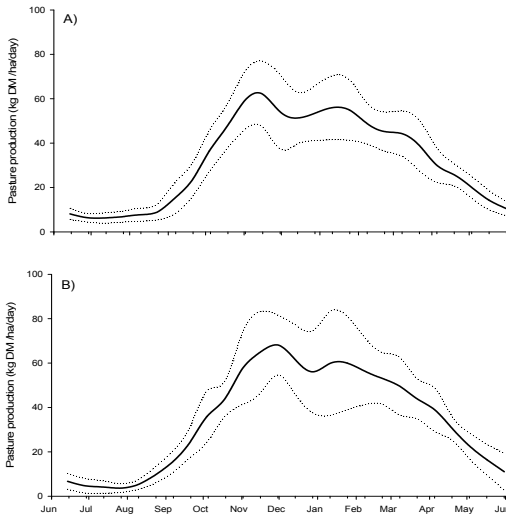 A)
Pasture production (kg DM /ha/day)
100
80
60
40
20
0
Jun Jul Aug Sep Oct Nov Dec Jan Feb Mar Apr May Jun
B)
Pasture production (kg DM /ha/day)
100
80
60
40
20
0
Jun Jul Aug Sep Oct Nov Dec Jan Feb Mar Apr May Jun